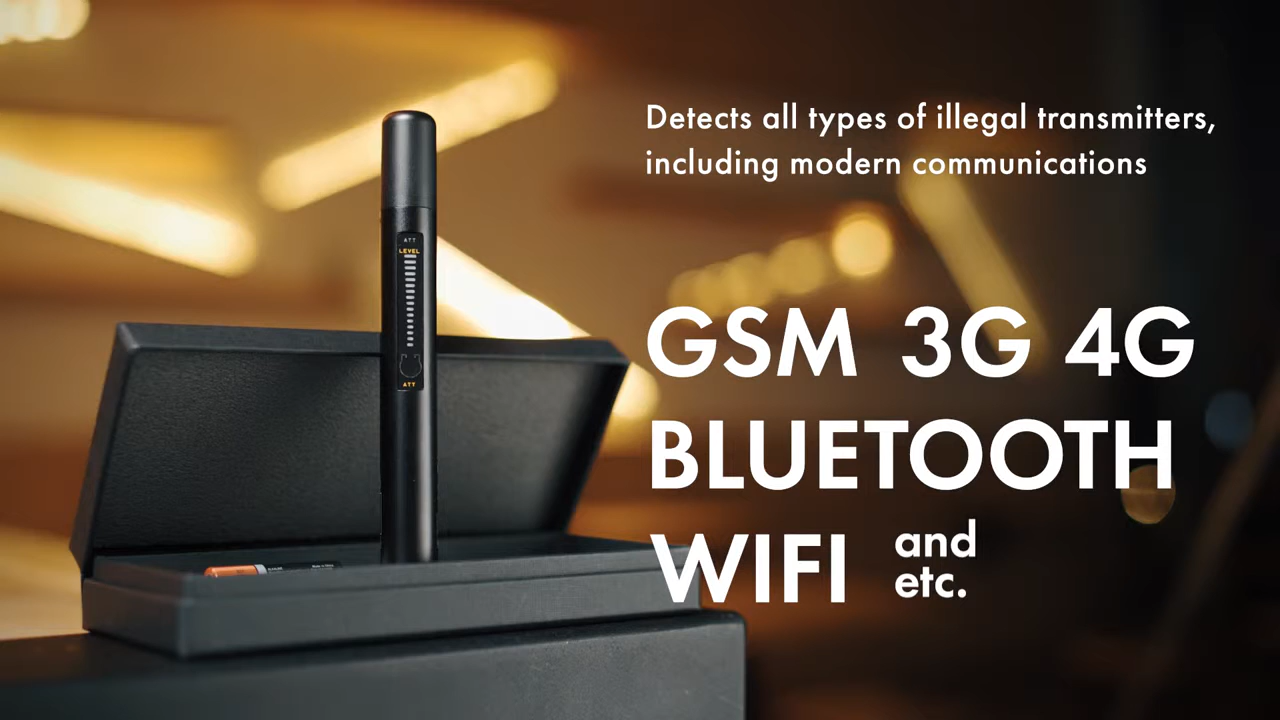 Detects all types of illegal transmitters,
including modern communications
GSM 3G 4G
BLUETOOTH
WIFI and
etc.
ATT
LEVEL
ATT